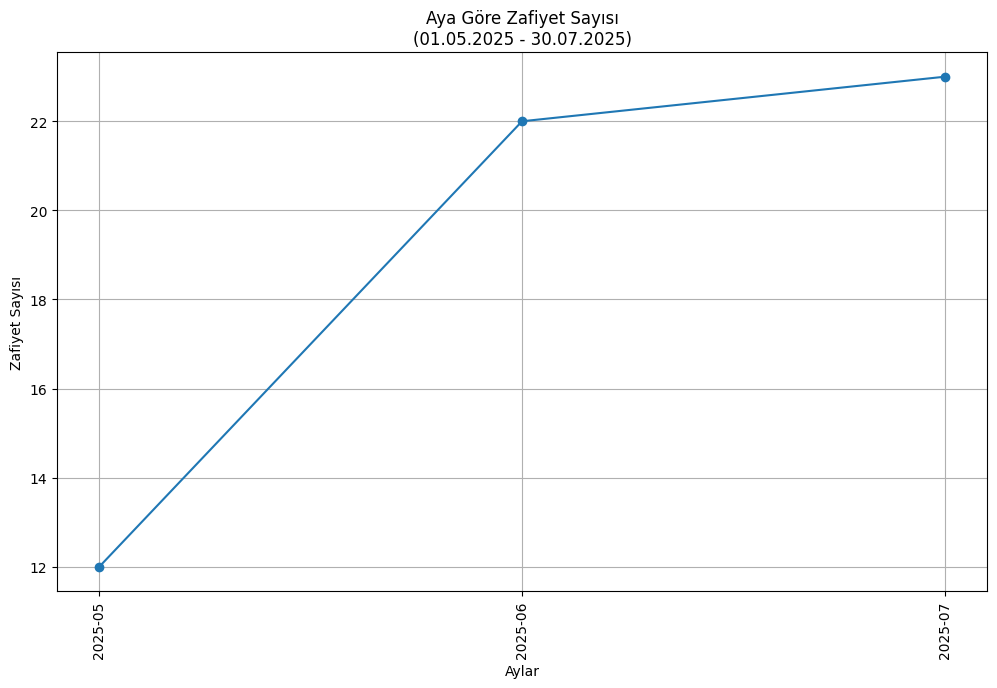 Aya Göre Zafiyet Sayısı
(01.05.2025 - 30.07.2025)
Zafiyet Sayısı
22
20
18
16
14
12
2025-05
2025-06
2025-07
Aylar